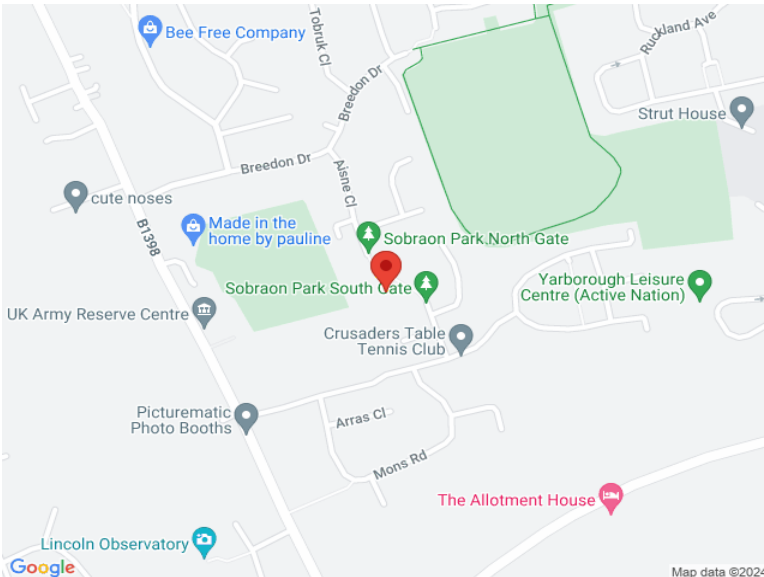 Tobruk Cl
Ruckland Ave
Bee Free Company
Breedon Dr
Strut House
Breedon Dr
Aisne Cl
cute noses
B1398
Made in the
home by pauline
Sobraon Park North Gate
Sobraon Park South Gate
Yarborough Leisure
Centre (Active Nation)
UK Army Reserve Centre
Crusaders Table
Tennis Club
Picturematic
Photo Booths
Arras Cl
Mons Rd
The Allotment House
Lincoln Observatory
Google
Map data ©2024